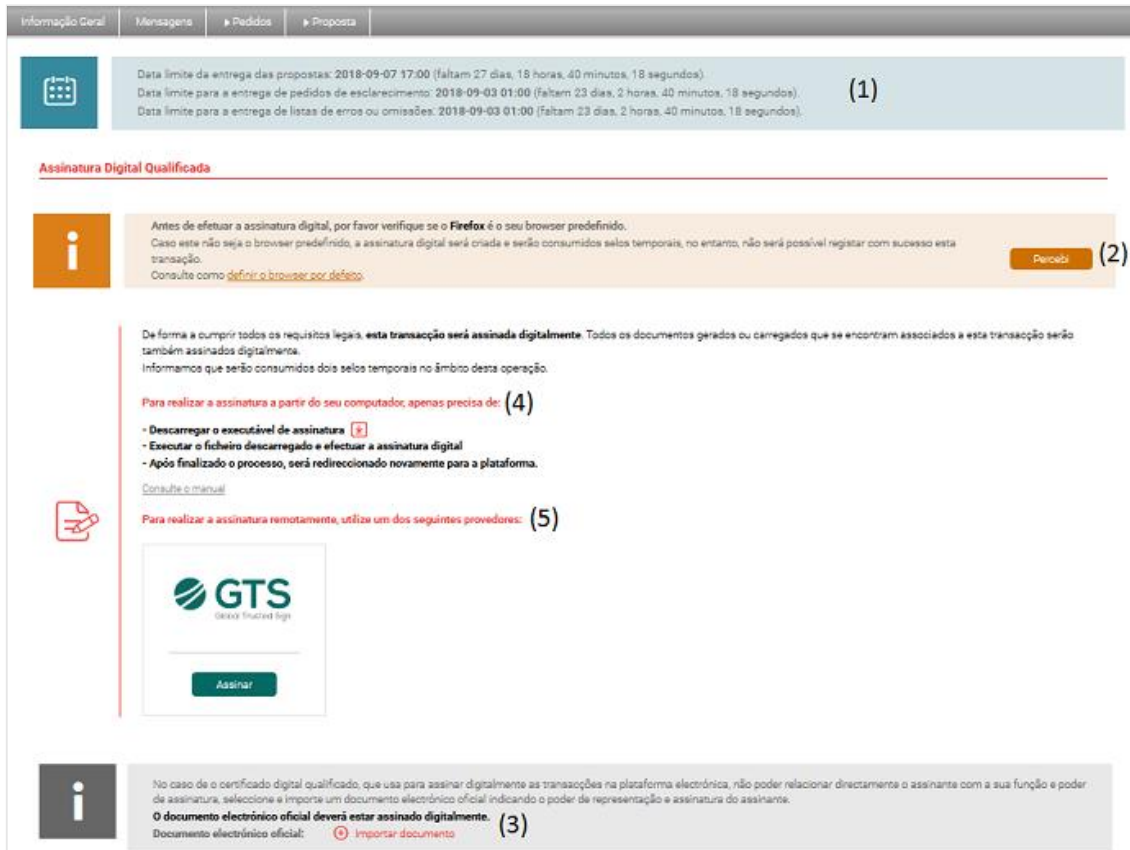 Informação Geral
Mensagens
Pedidos
Proposta
Data limite da entrega das propostas: 2018-09-07 17:00 (faltam 27 dias, 18 horas, 40 minutos, 18 segundos).
Data limite para a entrega de pedidos de esclarecimento: 2018-09-03 01:00 (faltam 23 dias, 2 horas, 40 minutos, 18 segundos).
Data limite para a entrega de listas de erros ou omissões: 2018-09-03 01:00 (faltam 23 dias, 2 horas, 40 minutos, 18 segundos).
(1)
Assinatura Digital Qualificada
i
Antes de efetuar a assinatura digital, por favor verifique se o Firefox é o seu browser predefinido.
Caso este não seja o browser predefinido, a assinatura digital será criada e serão consumidos selos temporais, no entanto, não será possível registar com sucesso esta
transação.
Consulte como definir o browser por defeito.
Percebi
(2)
De forma a cumprir todos os requisitos legais, esta transacção será assinada digitalmente. Todos os documentos gerados ou carregados que se encontram associados a esta transacção serão
também assinados digitalmente.
Informamos que serão consumidos dois selos temporais no âmbito desta operação.
Para realizar a assinatura a partir do seu computador, apenas precisa de: (4)
- Descarregar o executável de assinatura
- Executar o ficheiro descarregado e efectuar a assinatura digital
- Após finalizado o processo, será redireccionado novamente para a plataforma.
Consulte o manual
Para realizar a assinatura remotamente, utilize um dos seguintes provedores: (5)
GTS
Global Trusted Sign
Assinar
i
No caso de o certificado digital qualificado, que usa para assinar digitalmente as transacções na plataforma electrónica, não poder relacionar directamente o assinante com a sua função e poder
de assinatura, seleccione e importe um documento electrónico oficial indicando o poder de representação e assinatura do assinante.
O documento electrónico oficial deverá estar assinado digitalmente.
Documento electrónico oficial: Importar documento
(3)